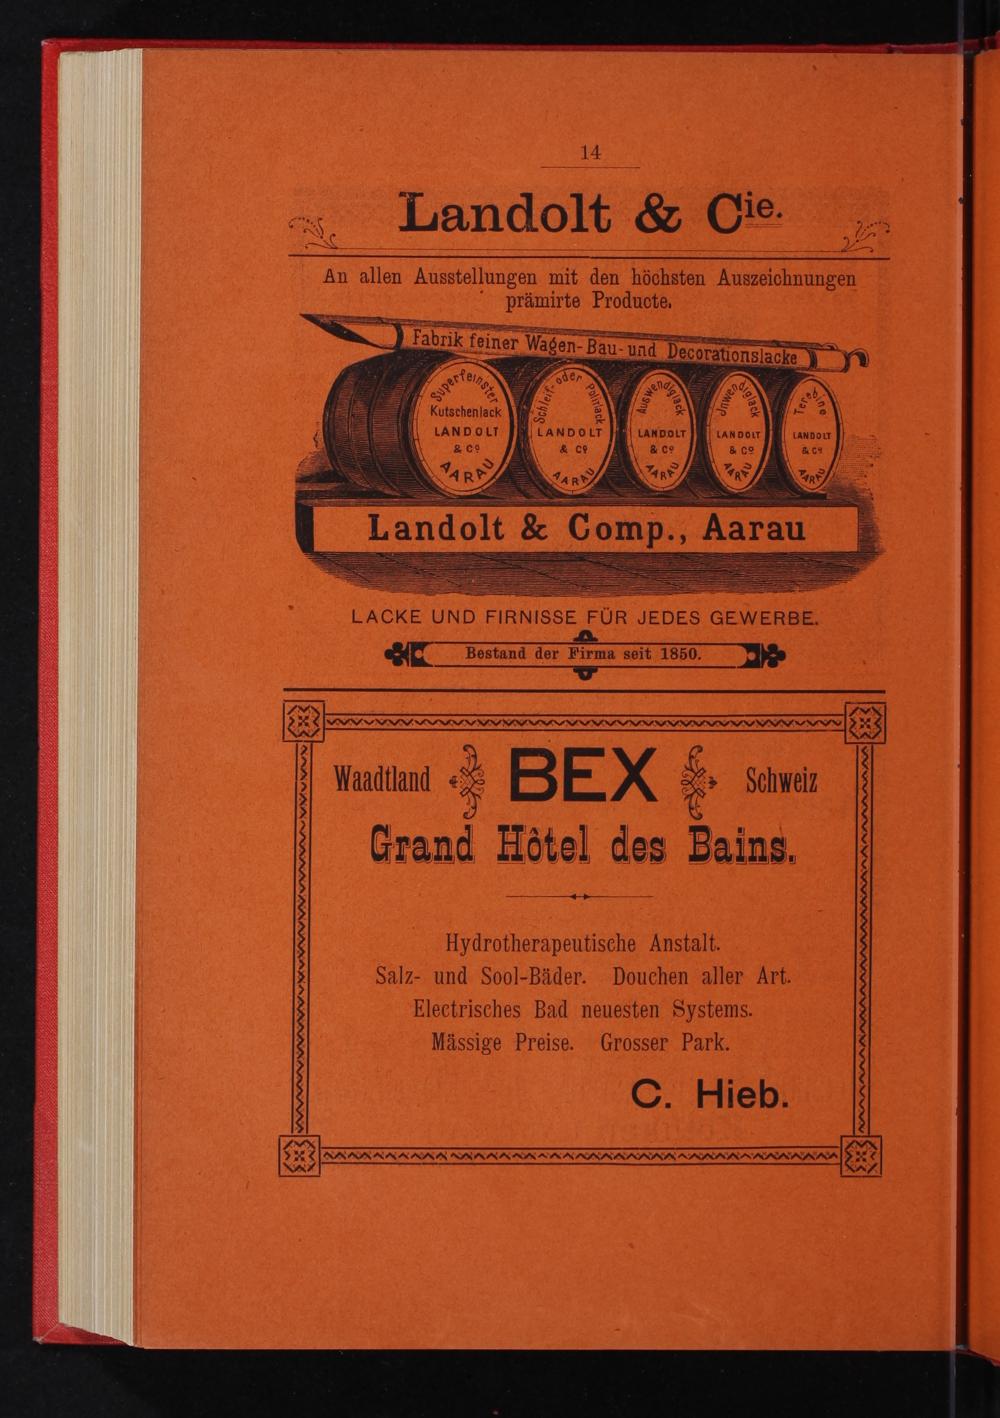 14
Landolt & Cie.
An allen Ausstellungen mit den höchsten Auszeichnungen
prämirte Producte.
Fabrik feiner Wagen-Bau-und Decorationslacke
Superfeinster
Kutschenlack
LANDOLT
& Co
AARAU
Schleif-oder Polirlack
LANDOLT
& Co
AARAU
Auswendiglack
LANDOLT
& Co
AARAU
Jnwendiglack
LANDOLT
& Co
AARAU
Terebine
LANDOLT
& Co
AARAU
Landolt & Comp., Aarau
LACKE UND FIRNISSE FÜR JEDES GEWERBE.
Bestand der Firma seit 1850.
Waadtland BEX Schweiz
Grand Hôtel des Bains.
Hydrotherapeutische Anstalt.
Salz- und Sool-Bäder. Douchen aller Art.
Electrisches Bad neuesten Systems.
Mässige Preise. Grosser Park.
C. Hieb.